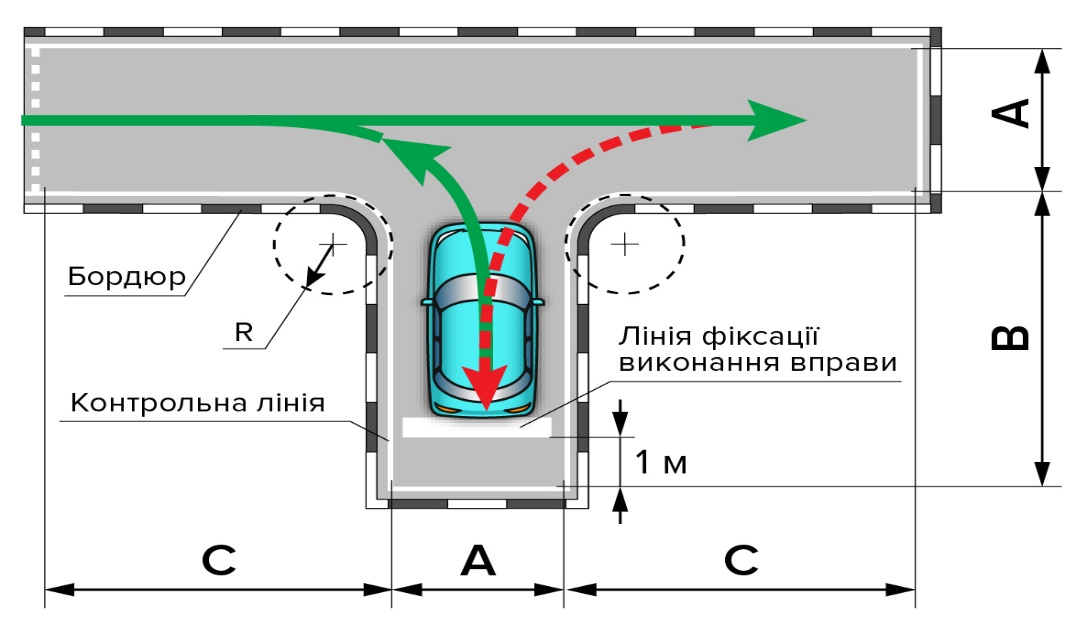 A
Бордюр
R
Лінія фіксації
виконання вправи
B
Контрольна лінія
1 м
C
A
C